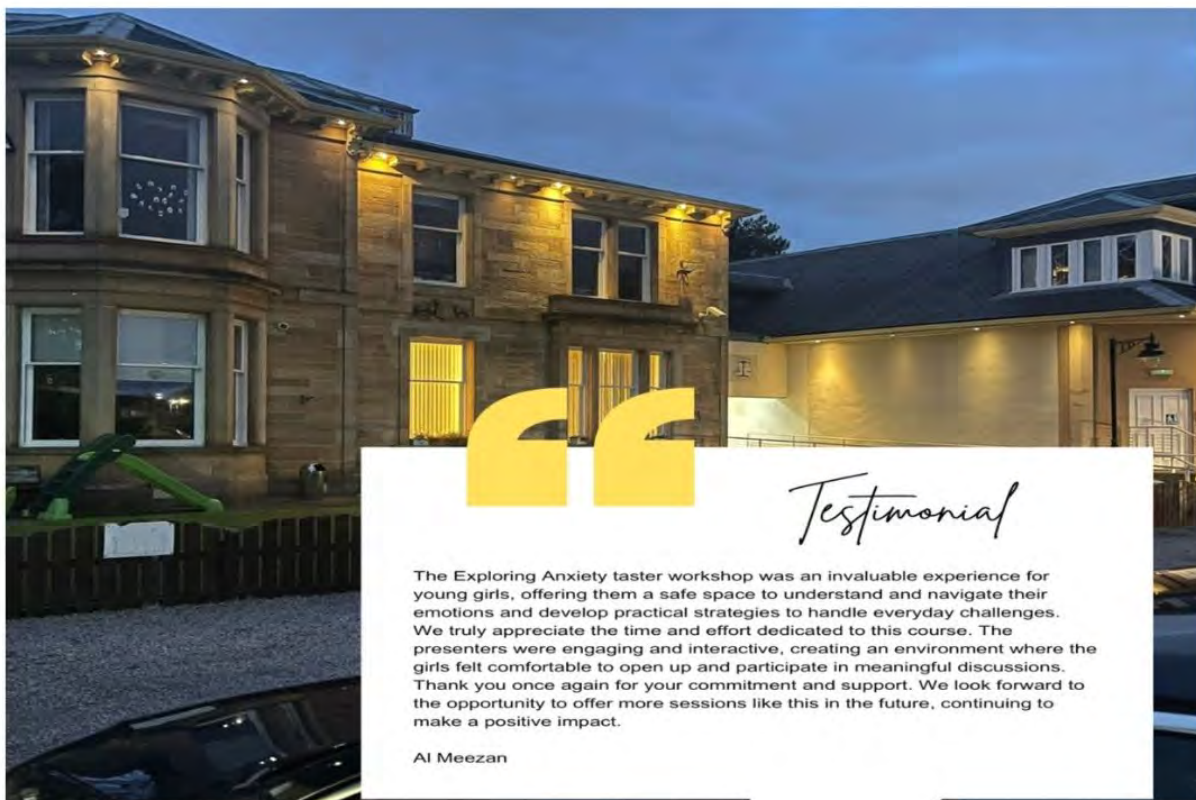 Testimonial
The Exploring Anxiety taster workshop was an invaluable experience for
young girls, offering them a safe space to understand and navigate their
emotions and develop practical strategies to handle everyday challenges.
We truly appreciate the time and effort dedicated to this course. The
presenters were engaging and interactive, creating an environment where the
girls felt comfortable to open up and participate in meaningful discussions.
Thank you once again for your commitment and support. We look forward to
the opportunity to offer more sessions like this in the future, continuing to
make a positive impact.
Al Meezan